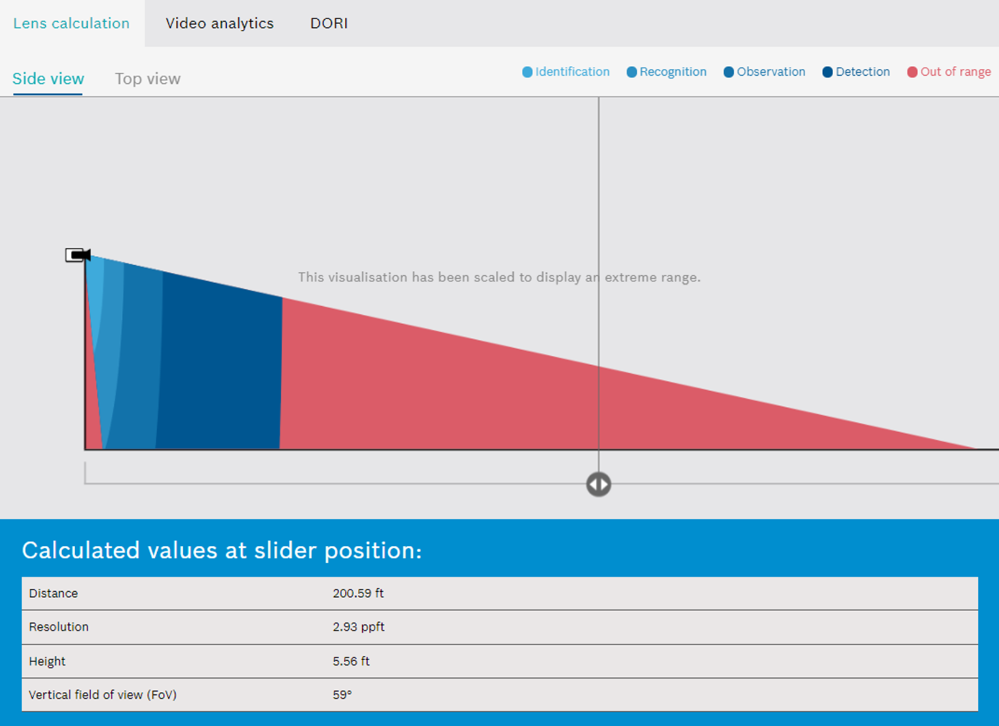 Lens calculation Video analytics DORI
Side view Top view Identification Recognition Observation Detection Out of range
This visualisation has been scaled to display an extreme range.
Calculated values at slider position:
Distance 200.59 ft
Resolution 2.93 ppft
Height 5.56 ft
Vertical field of view (FoV) 59°